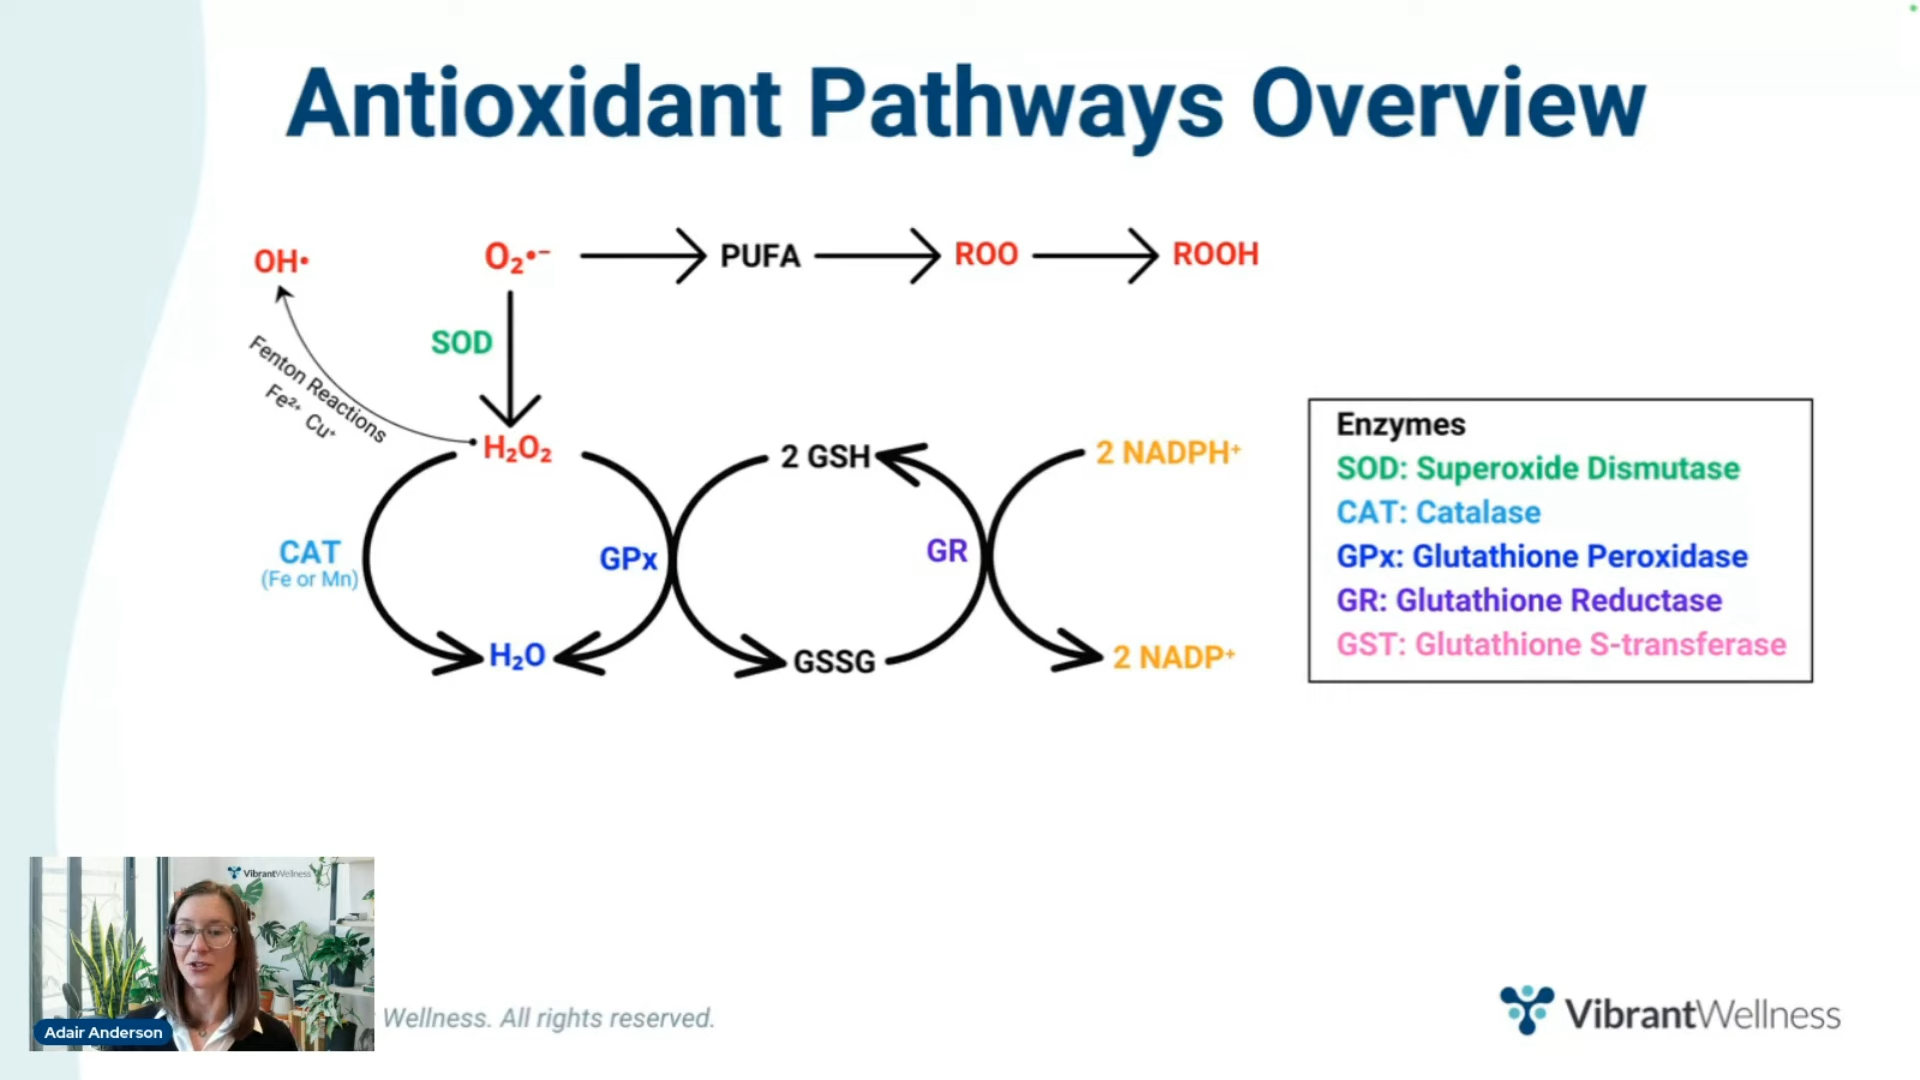 Antioxidant Pathways Overview
OH•
O₂•⁻
PUFA
ROO
ROOH
SOD
Fenton Reactions
Fe²⁺ Cu⁺
H₂O₂
2 GSH
2 NADPH⁺
CAT
(Fe or Mn)
GPx
GR
H₂O
GSSG
2 NADP⁺
Enzymes
SOD: Superoxide Dismutase
CAT: Catalase
GPx: Glutathione Peroxidase
GR: Glutathione Reductase
GST: Glutathione S-transferase
VibrantWellness
Adair Anderson
Wellness. All rights reserved.
VibrantWellness